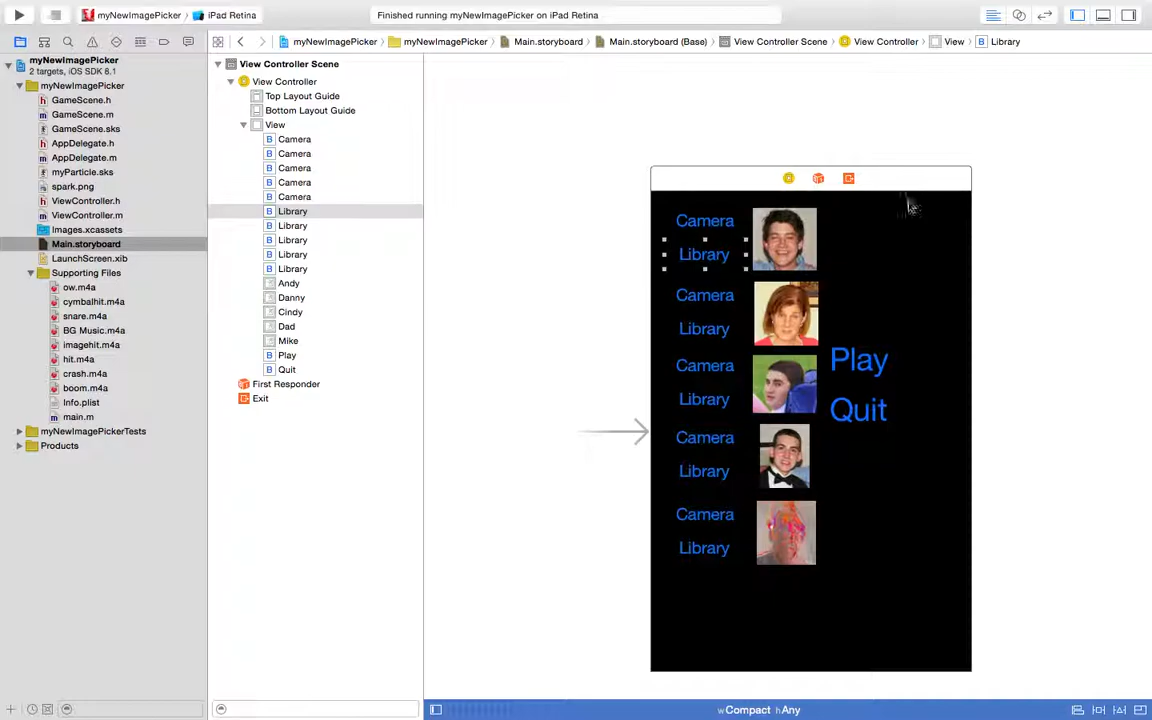 myNewImagePicker
iPad Retina
Finished running myNewImagePicker on iPad Retina
myNewImagePicker
myNewImagePicker
Main.storyboard
Main.storyboard (Base)
View Controller Scene
View Controller
View
Library
myNewImagePicker
2 targets, iOS SDK 8.1
myNewImagePicker
GameScene.h
GameScene.m
GameScene.sks
AppDelegate.h
AppDelegate.m
myParticle.sks
spark.png
ViewController.h
ViewController.m
Images.xcassets
Main.storyboard
LaunchScreen.xib
Supporting Files
ow.m4a
cymbalhit.m4a
snare.m4a
BG Music.m4a
imagehit.m4a
hit.m4a
crash.m4a
boom.m4a
Info.plist
main.m
myNewImagePickerTests
Products
View Controller Scene
View Controller
Top Layout Guide
Bottom Layout Guide
View
B Camera
B Camera
B Camera
B Camera
B Camera
B Library
B Library
B Library
B Library
B Library
Andy
Danny
Cindy
Dad
Mike
B Play
B Quit
First Responder
Exit
Camera
Library
Camera
Library
Camera
Library
Camera
Library
Camera
Library
Play
Quit
wCompact hAny